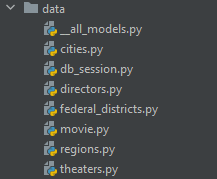 data
__all_models.py
cities.py
db_session.py
directors.py
federal_districts.py
movie.py
regions.py
theaters.py